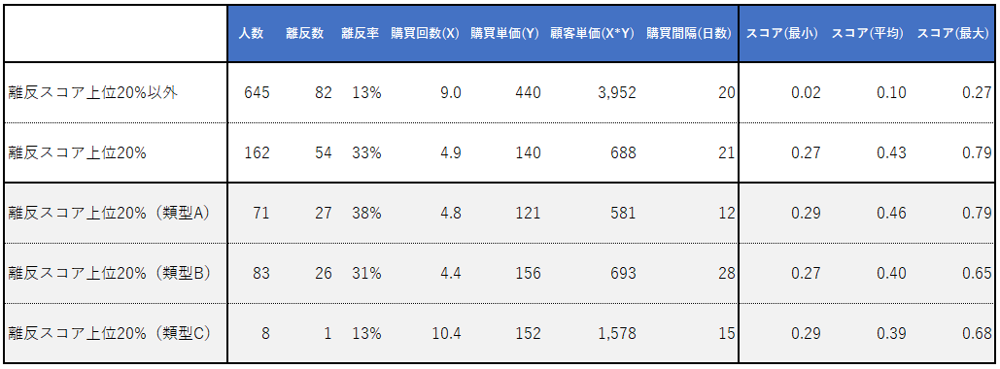 人数 離反数 離反率 購買回数(X) 購買単価(Y) 顧客単価(X*Y) 購買間隔(日数) スコア(最小) スコア(平均) スコア(最大)
離反スコア上位20%以外 645 82 13% 9.0 440 3,952 20 0.02 0.10 0.27
離反スコア上位20% 162 54 33% 4.9 140 688 21 0.27 0.43 0.79
離反スコア上位20%（類型A） 71 27 38% 4.8 121 581 12 0.29 0.46 0.79
離反スコア上位20%（類型B） 83 26 31% 4.4 156 693 28 0.27 0.40 0.65
離反スコア上位20%（類型C） 8 1 13% 10.4 152 1,578 15 0.29 0.39 0.68